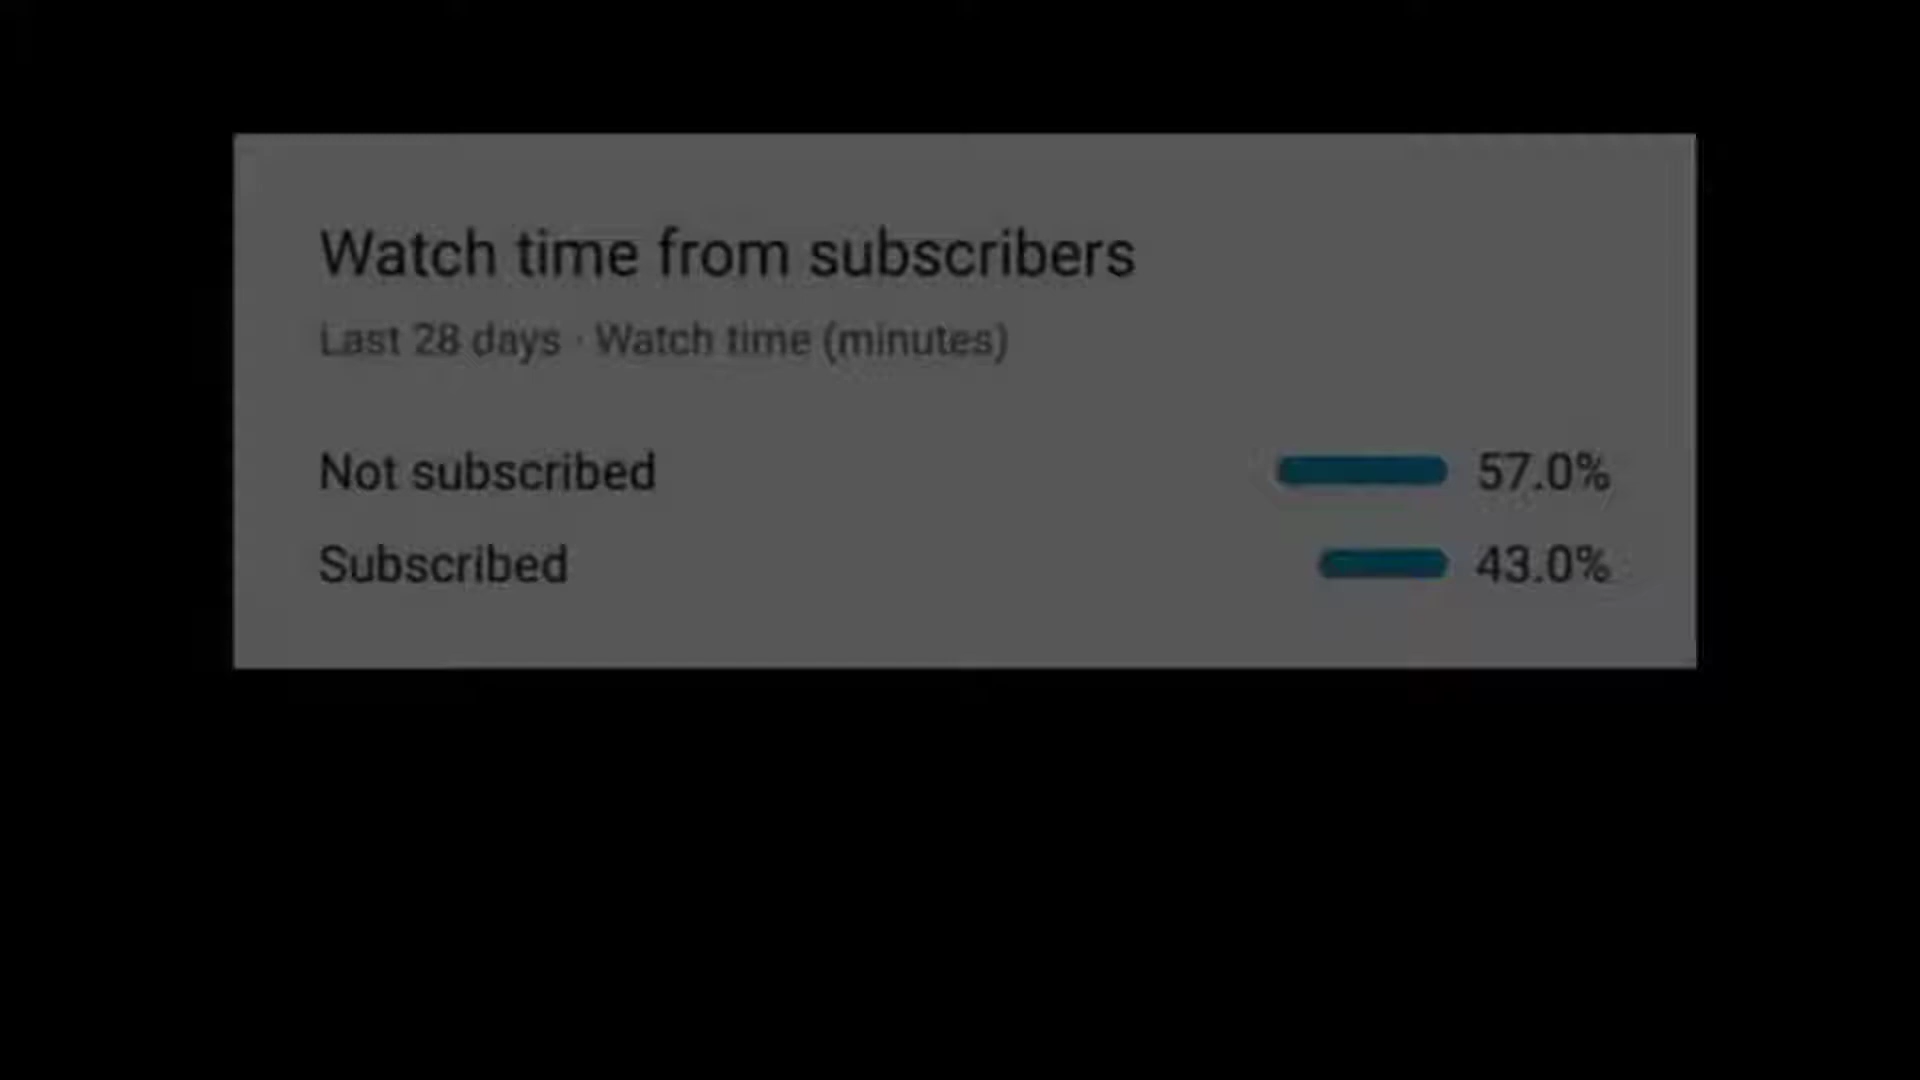 Watch time from subscribers
Last 28 days · Watch time (minutes)
Not subscribed 57.0%
Subscribed 43.0%